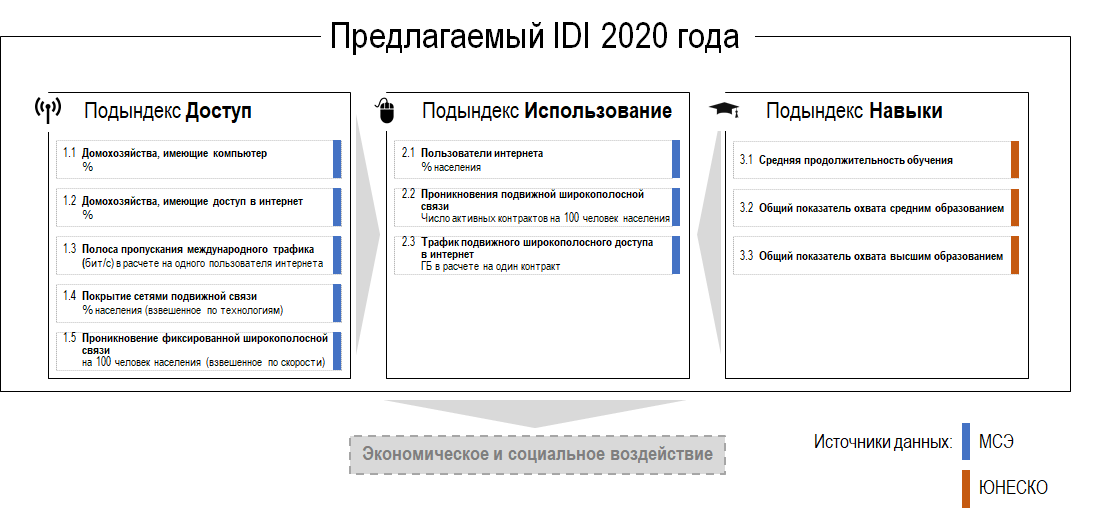 Предлагаемый IDI 2020 года
Подындекс Доступ
1.1 Домохозяйства, имеющие компьютер
%
1.2 Домохозяйства, имеющие доступ в интернет
%
1.3 Полоса пропускания международного трафика
(бит/с) в расчете на одного пользователя интернета
1.4 Покрытие сетями подвижной связи
% населения (взвешенное по технологиям)
1.5 Проникновение фиксированной широкополосной
связи
на 100 человек населения (взвешенное по скорости)
Подындекс Использование
2.1 Пользователи интернета
% населения
2.2 Проникновения подвижной широкополосной
связи
Число активных контрактов на 100 человек населения
2.3 Трафик подвижного широкополосного доступа
в интернет
ГБ в расчете на один контракт
Подындекс Навыки
3.1 Средняя продолжительность обучения
3.2 Общий показатель охвата средним образованием
3.3 Общий показатель охвата высшим образованием
Экономическое и социальное воздействие
Источники данных:
МСЭ
ЮНЕСКО